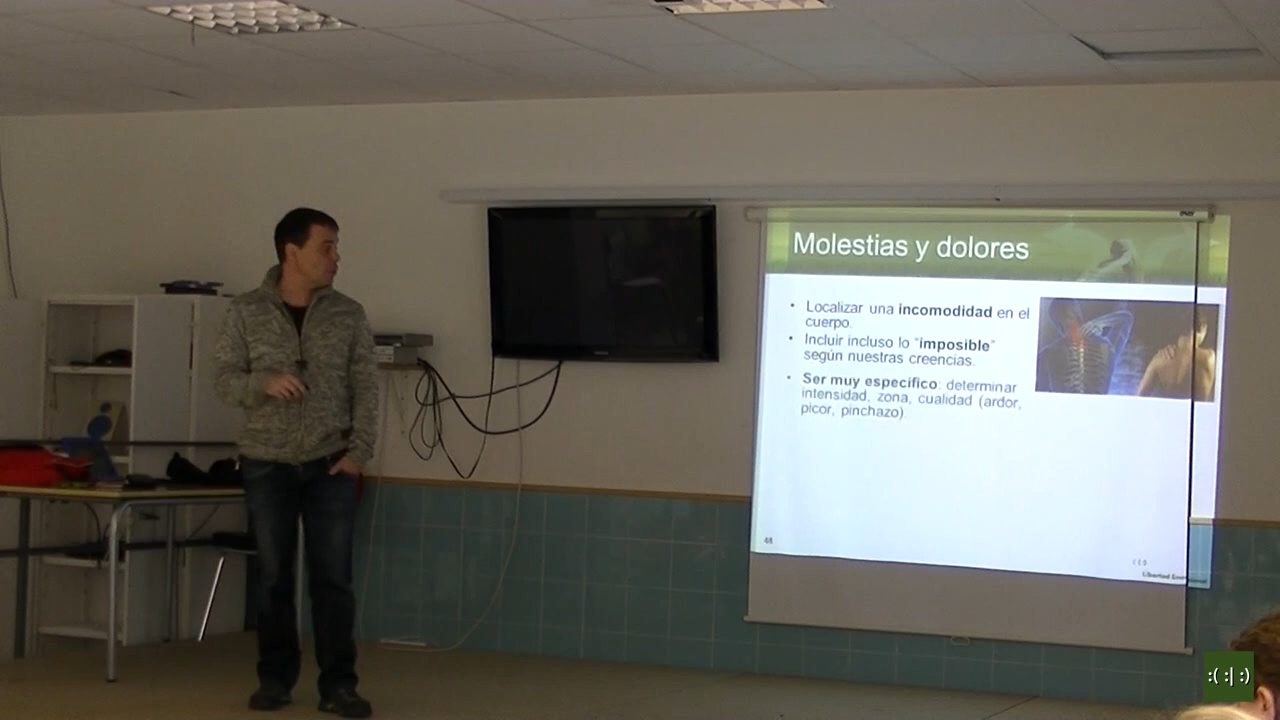 Molestias y dolores
• Localizar una incomodidad en el
cuerpo.
• Incluir incluso lo "imposible"
según nuestras creencias.
• Ser muy específico: determinar
intensidad, zona, cualidad (ardor,
picor, pinchazo)
Libertad
:( :| :)